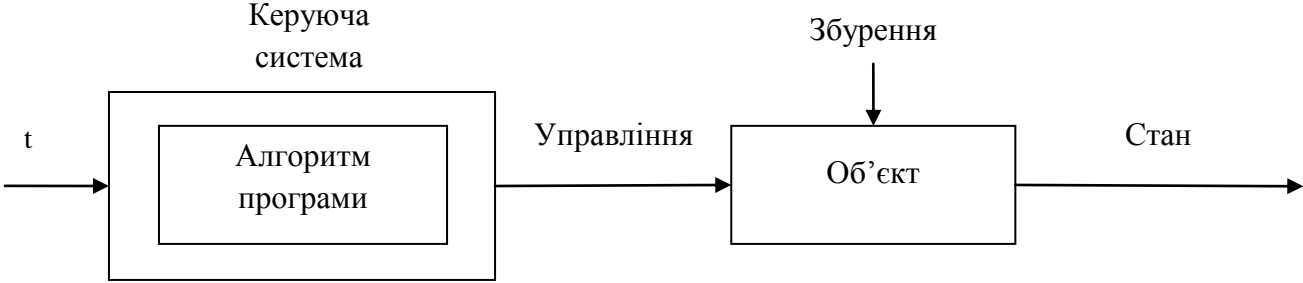 Керуюча
система
Збурення
t
Алгоритм
програми
Управління
Об’єкт
Стан